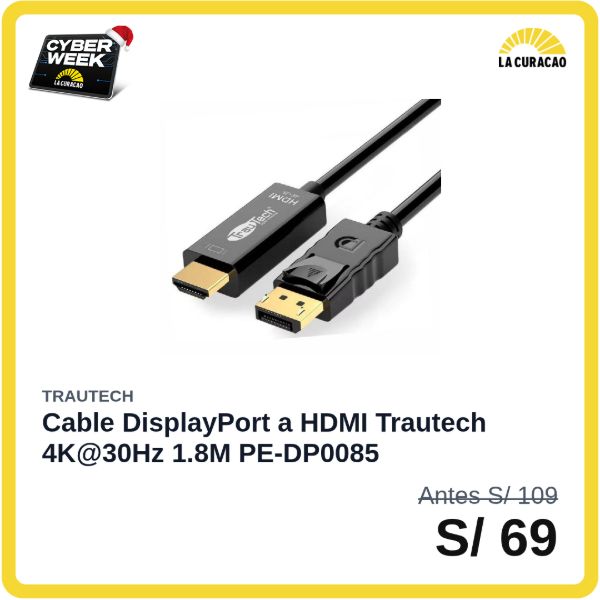 CYBER
WEEK
LA CURACAO
LA CURACAO
HDMI
TrauTech
TRAUTECH
Cable DisplayPort a HDMI Trautech
4K@30Hz 1.8M PE-DP0085
Antes S/ 109
S/ 69